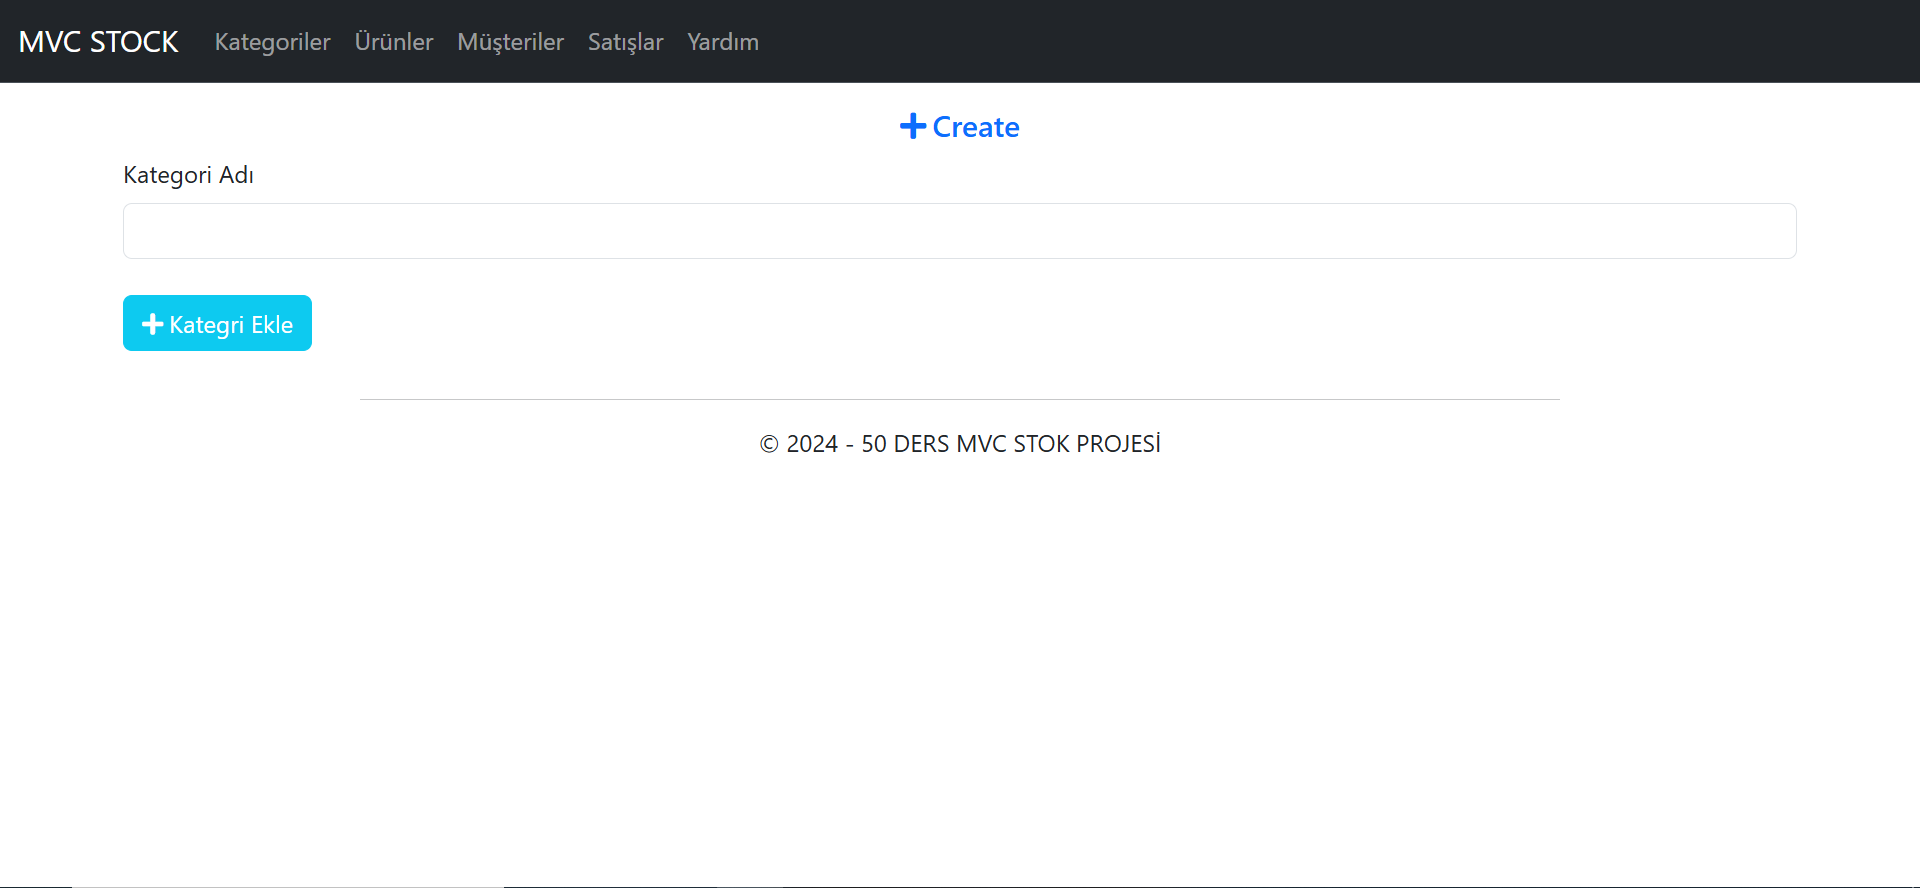 MVC STOCK Kategoriler Ürünler Müşteriler Satışlar Yardım
Create
Kategori Adı
Kategri Ekle
© 2024 - 50 DERS MVC STOK PROJESİ